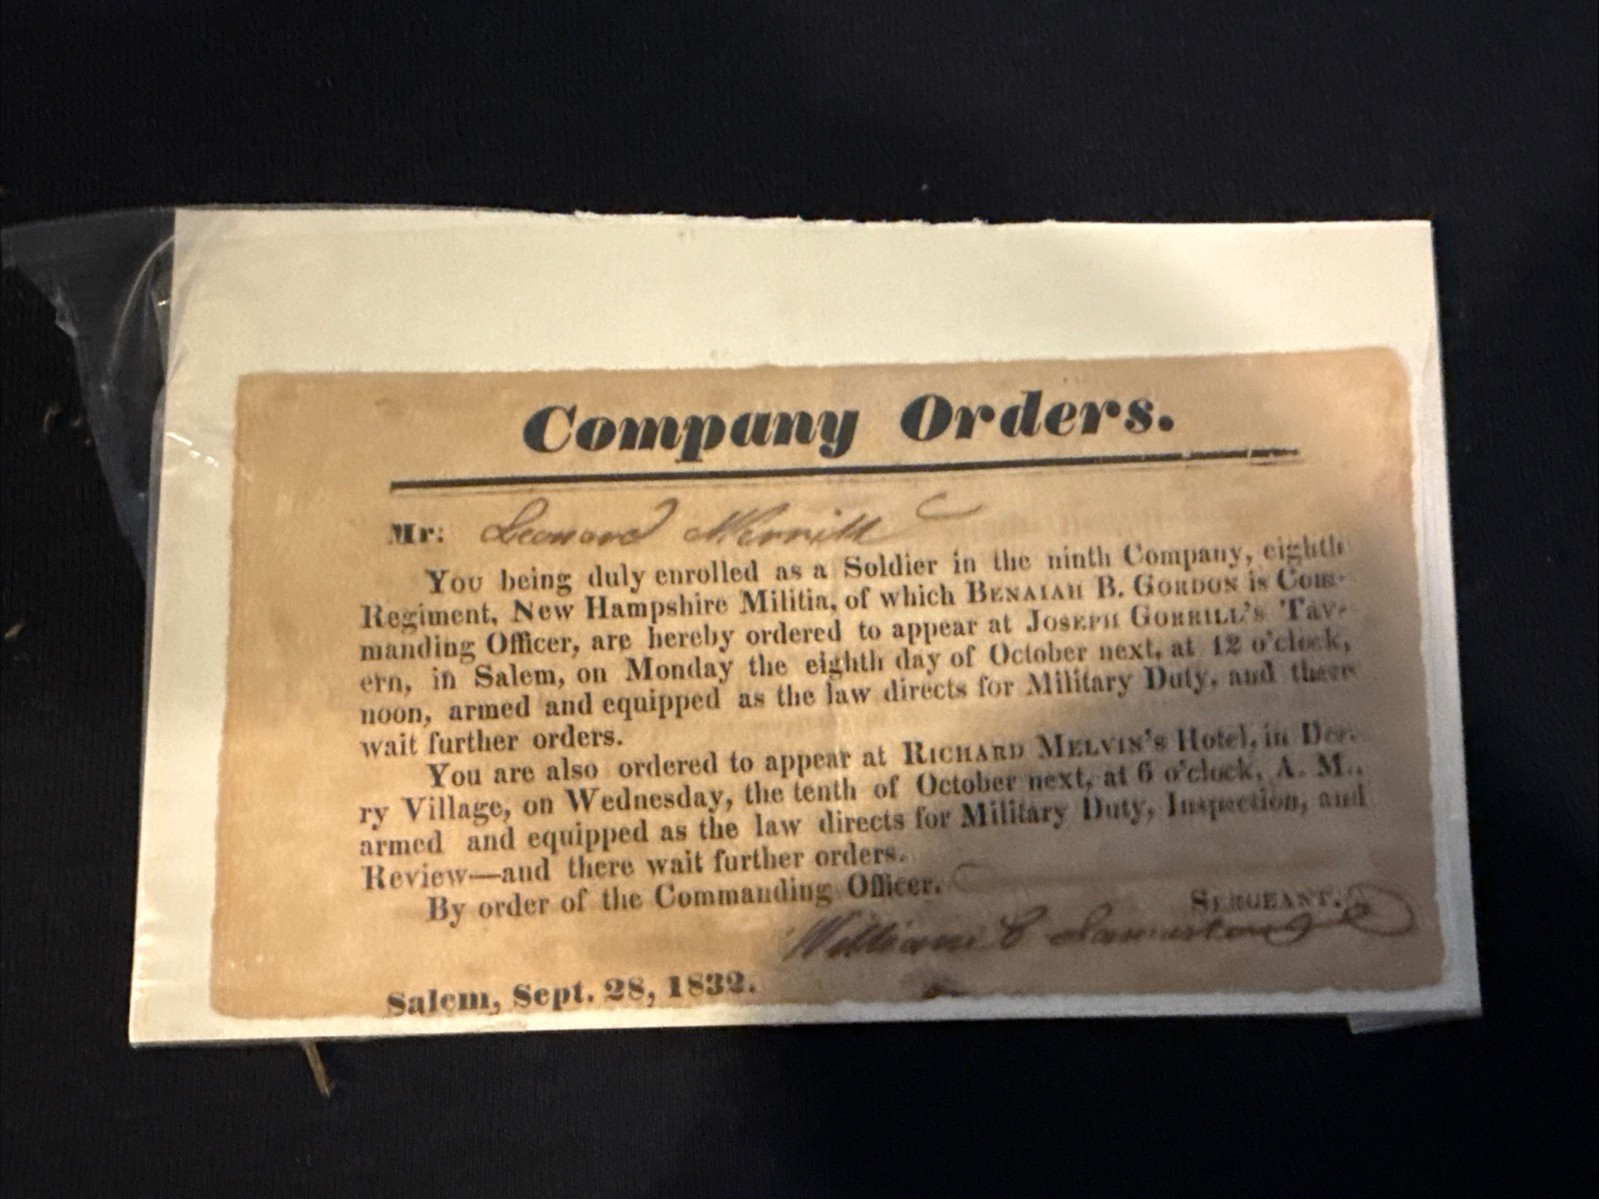 Company Orders.
Mr: Leonard Merrill
You being duly enrolled as a Soldier in the ninth Company, eighth
Regiment, New Hampshire Militia, of which BENAIAH B. GORDON is Com-
manding Officer, are hereby ordered to appear at JOSEPH GORRILL'S Tav-
ern, in Salem, on Monday the eighth day of October next, at 12 o'clock,
noon, armed and equipped as the law directs for Military Duty, and there
wait further orders.
You are also ordered to appear at RICHARD MELVIN'S Hotel, in Der-
ry Village, on Wednesday, the tenth of October next, at 6 o'clock, A. M.,
armed and equipped as the law directs for Military Duty, Inspection, and
Review—and there wait further orders.
By order of the Commanding Officer.
SERGEANT.
William C
Salem, Sept. 28, 1832.